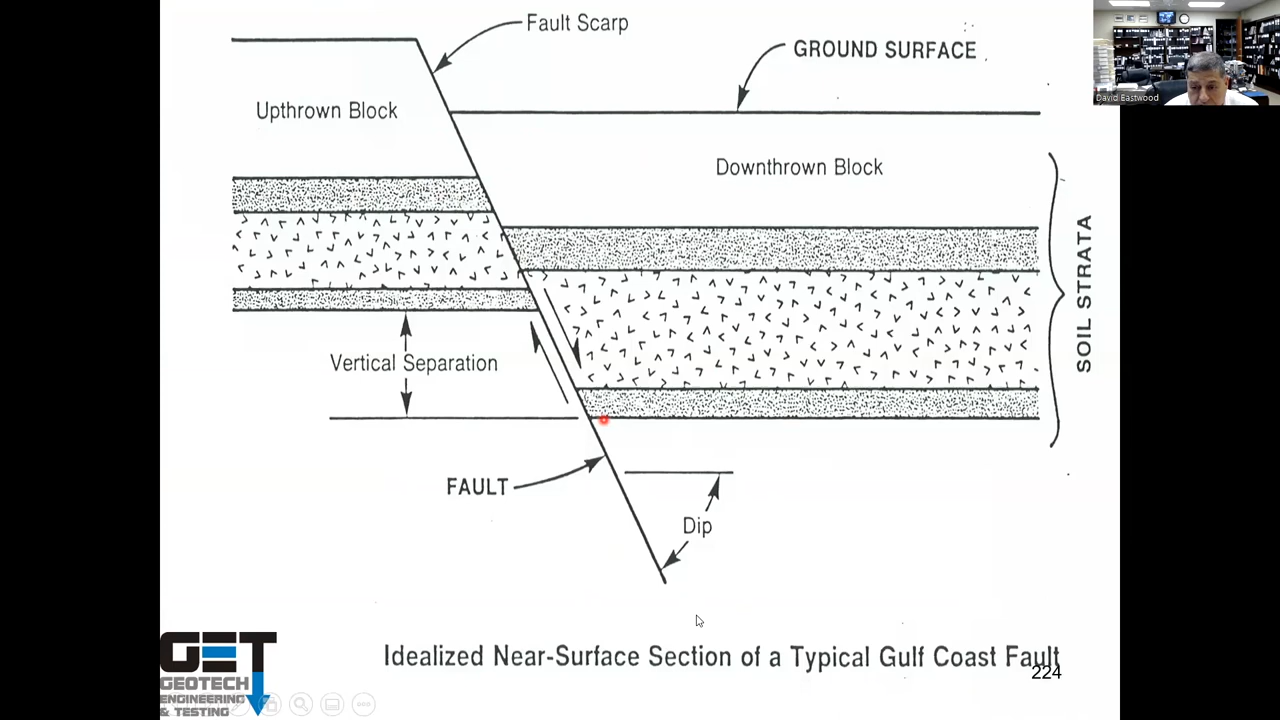 Fault Scarp
GROUND SURFACE
David Eastwood
Upthrown Block
Downthrown Block
SOIL STRATA
Vertical Separation
FAULT
Dip
Idealized Near-Surface Section of a Typical Gulf Coast Fault
224
GET
GEOTECH
ENGINEERING
& TESTING